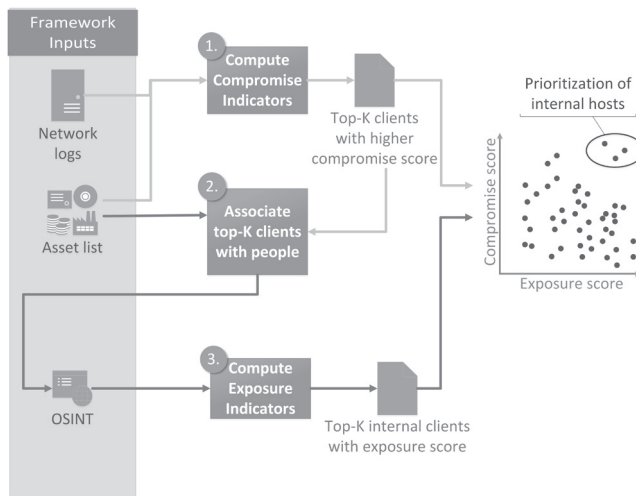 Framework
Inputs
Network
logs
Asset list
OSINT
1.
Compute
Compromise
Indicators
Top-K clients
with higher
compromise score
2.
Associate
top-K clients
with people
3.
Compute
Exposure
Indicators
Top-K internal clients
with exposure score
Prioritization of
internal hosts
Compromise score
Exposure score